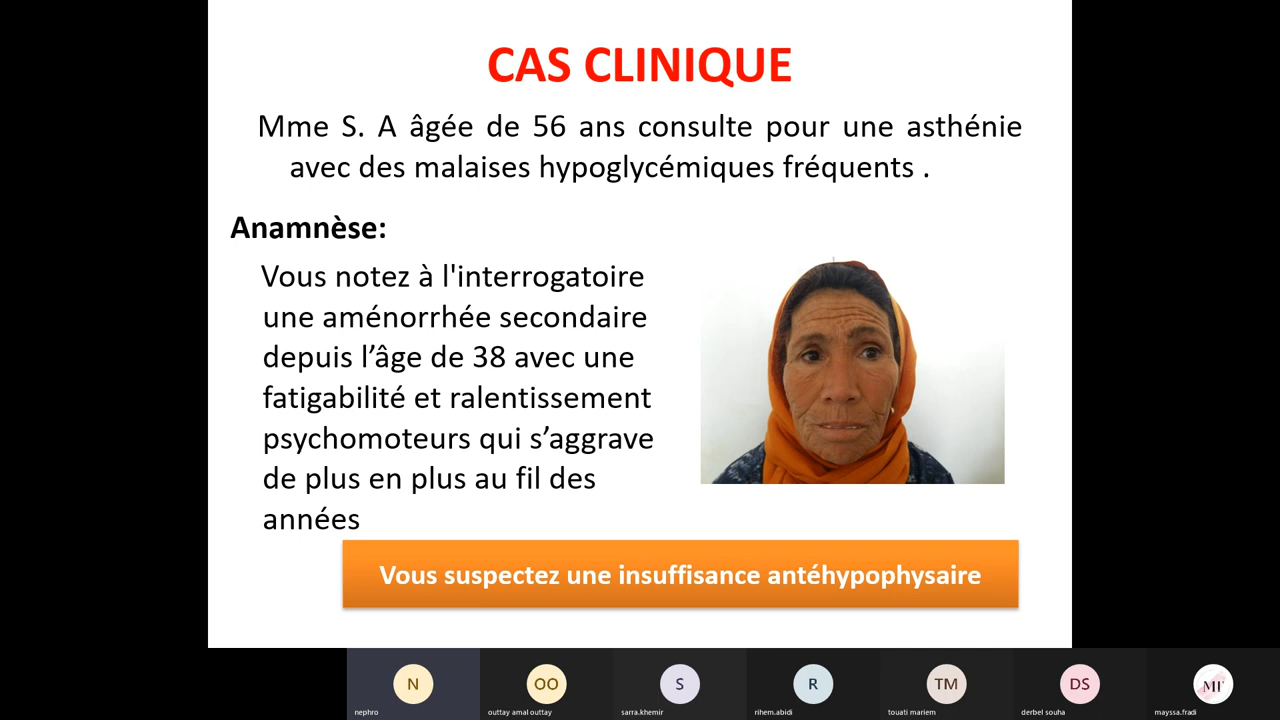 CAS CLINIQUE
Mme S. A âgée de 56 ans consulte pour une asthénie
avec des malaises hypoglycémiques fréquents .
Anamnèse:
Vous notez à l'interrogatoire
une aménorrhée secondaire
depuis l’âge de 38 avec une
fatigabilité et ralentissement
psychomoteurs qui s’aggrave
de plus en plus au fil des
années
Vous suspectez une insuffisance antéhypophysaire
N
OO
S
R
TM
DS
MF
nephro
outtay amal outtay
sarra.khemir
rihem.abidi
touati mariem
derbel souha
mayssa.fradi